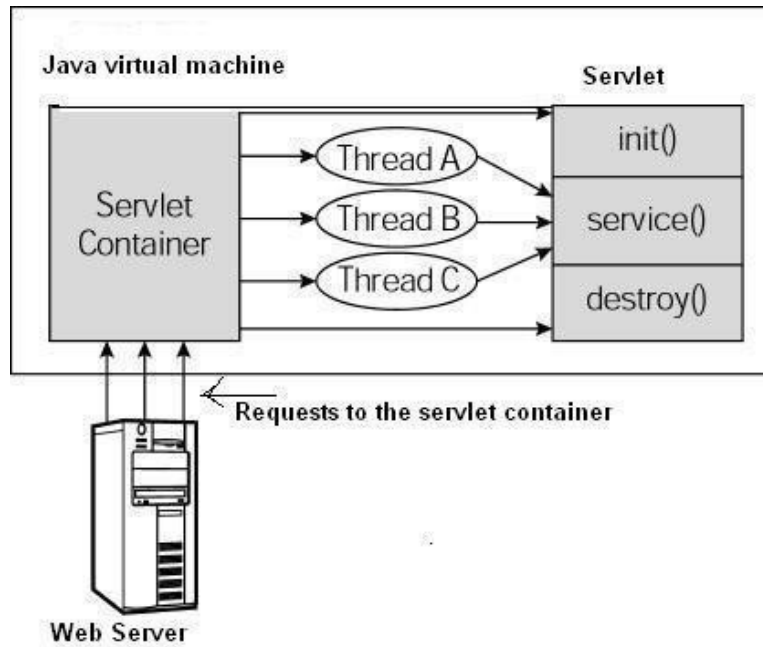 Java virtual machine
Servlet
init()
Thread A
Servlet
Container
Thread B
service()
Thread C
destroy()
Requests to the servlet container
Web Server